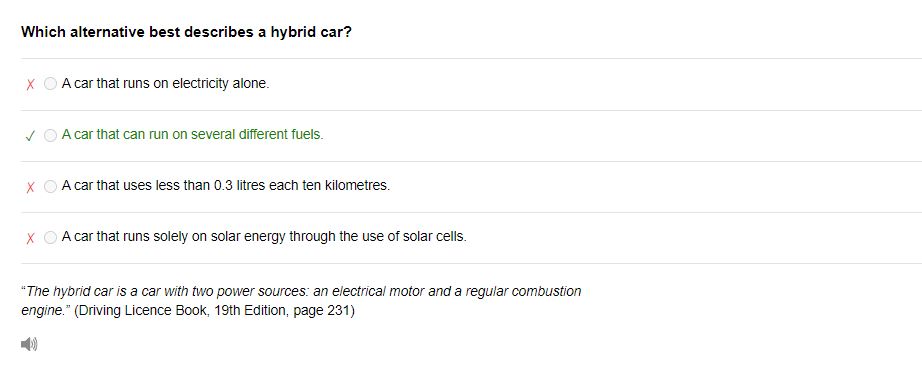 Which alternative best describes a hybrid car?
✗ A car that runs on electricity alone.
✓ A car that can run on several different fuels.
✗ A car that uses less than 0.3 litres each ten kilometres.
✗ A car that runs solely on solar energy through the use of solar cells.
“The hybrid car is a car with two power sources: an electrical motor and a regular combustion
engine.” (Driving Licence Book, 19th Edition, page 231)